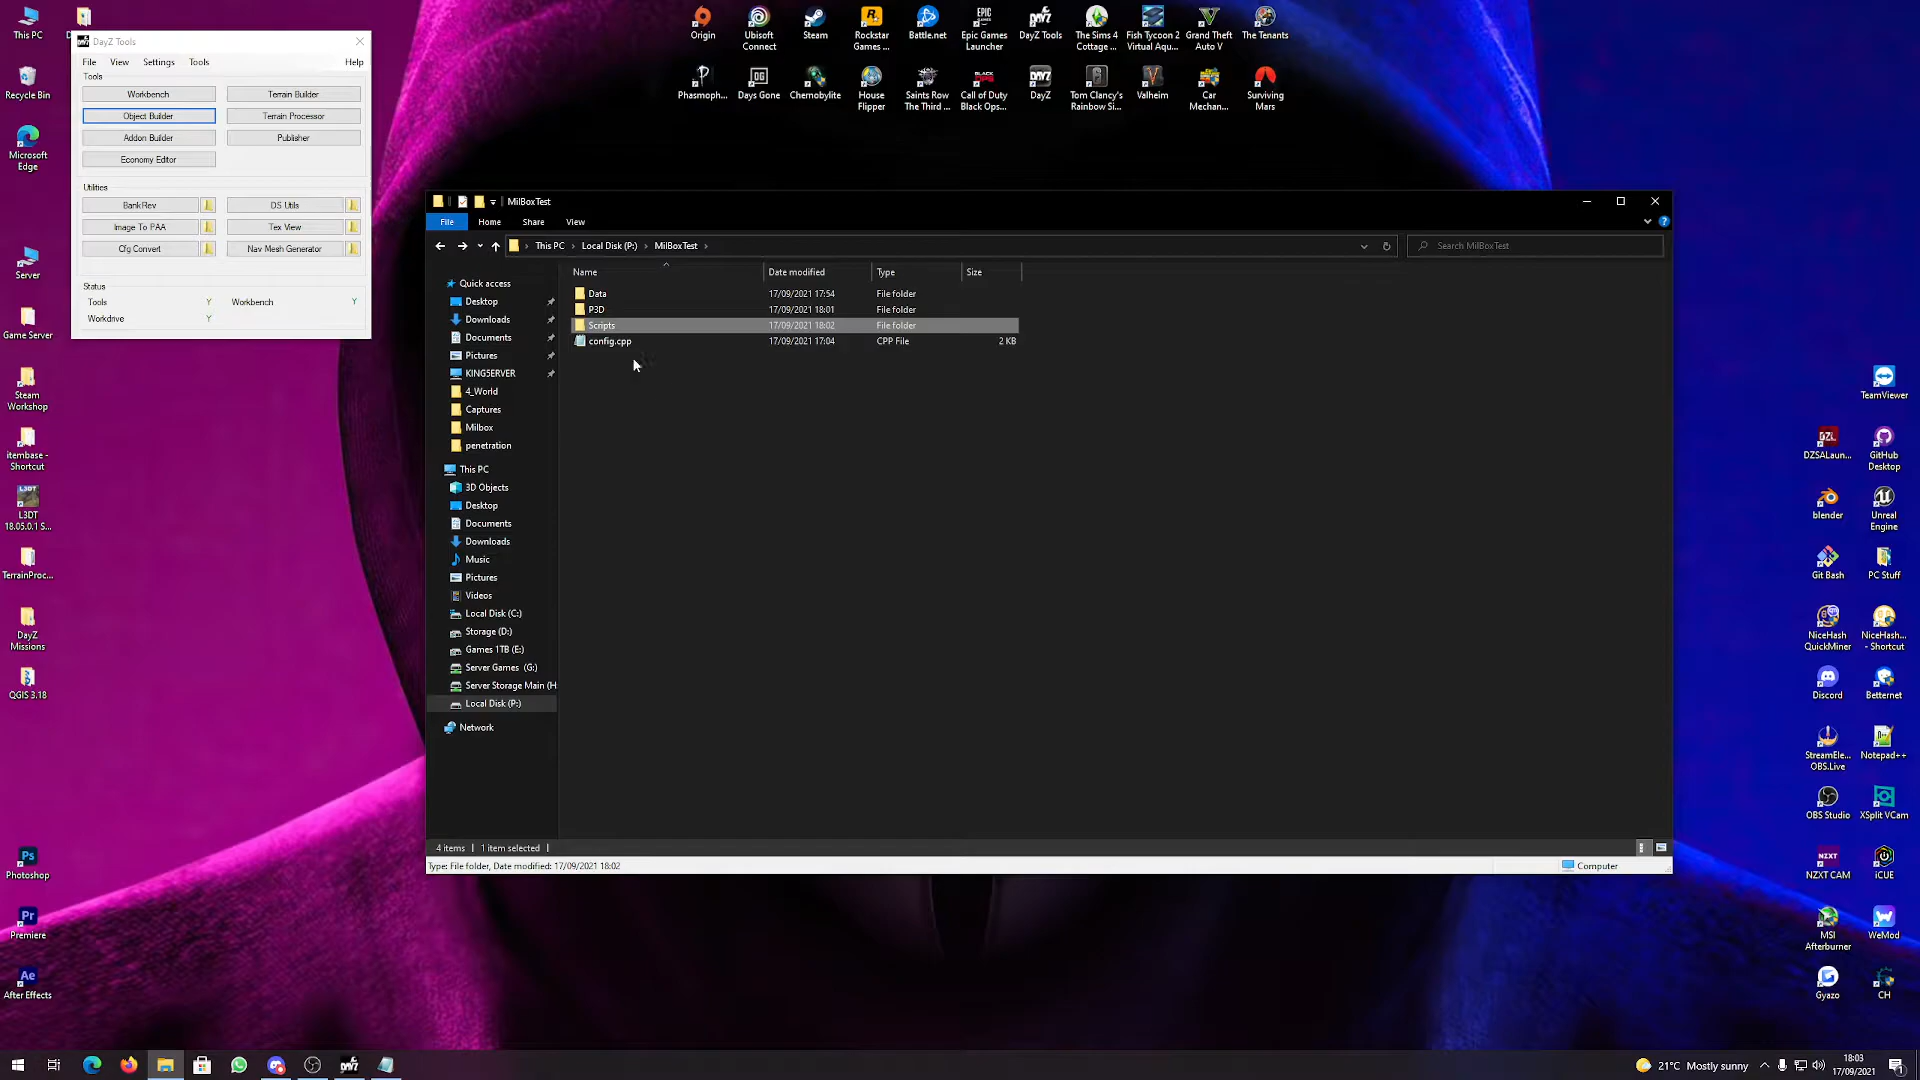 This PC
D
Recycle Bin
Microsoft
Edge
Server
Game Server
Steam
Workshop
itembase -
Shortcut
L3DT
L3DT
18.05.0.1 S...
TerrainProc...
DayZ
Missions
QGIS 3.18
Ps
Photoshop
Pr
Premiere
Ae
After Effects
DayZ Tools
File
View
Settings
Tools
Help
Tools
Workbench
Terrain Builder
Object Builder
Terrain Processor
Addon Builder
Publisher
Economy Editor
Utilities
BankRev
DS Utils
Image To PAA
Tex View
Cfg Convert
Nav Mesh Generator
Status
Tools Y
Workbench Y
Workdrive Y
Origin
Ubisoft
Connect
Steam
Rockstar
Games ...
Battle.net
EPIC
GAMES
Epic Games
Launcher
DAYZ
DayZ Tools
The Sims 4
Cottage ...
Fish Tycoon 2
Virtual Aqu...
Grand Theft
Auto V
The Tenants
Phasmoph...
DG
Days Gone
Chernobylite
House
Flipper
Saints Row
The Third ...
Call of Duty
Black Ops...
DAYZ
DayZ
Tom Clancy's
Rainbow Si...
Valheim
Car
Mechan...
Surviving
Mars
MilBoxTest
File
Home
Share
View
This PC
Local Disk (P:)
MilBoxTest
Search MilBoxTest
Name
Date modified
Type
Size
Data 17/09/2021 17:54 File folder
P3D 17/09/2021 18:01 File folder
Scripts 17/09/2021 18:02 File folder
config.cpp 17/09/2021 17:04 CPP File 2 KB
Quick access
Desktop
Downloads
Documents
Pictures
KINGSERVER
4_World
Captures
Milbox
penetration
This PC
3D Objects
Desktop
Documents
Downloads
Music
Pictures
Videos
Local Disk (C:)
Storage (D:)
Games 1TB (E:)
Server Games (G:)
Server Storage Main (H
Local Disk (P:)
Network
4 items
1 item selected
Type: File folder, Date modified: 17/09/2021 18:02
Computer
TeamViewer
DZL
DZSALaun...
GitHub
Desktop
blender
Unreal
Engine
Git Bash
PC Stuff
NiceHash
QuickMiner
NiceHash...
- Shortcut
Discord
Betternet
StreamEle...
OBS.Live
Notepad++
OBS Studio
XSplit VCam
NZXT
NZXT CAM
iCUE
MSI
Afterburner
WeMod
Gyazo
CH
DAYZ
21°C Mostly sunny
18:03
17/09/2021